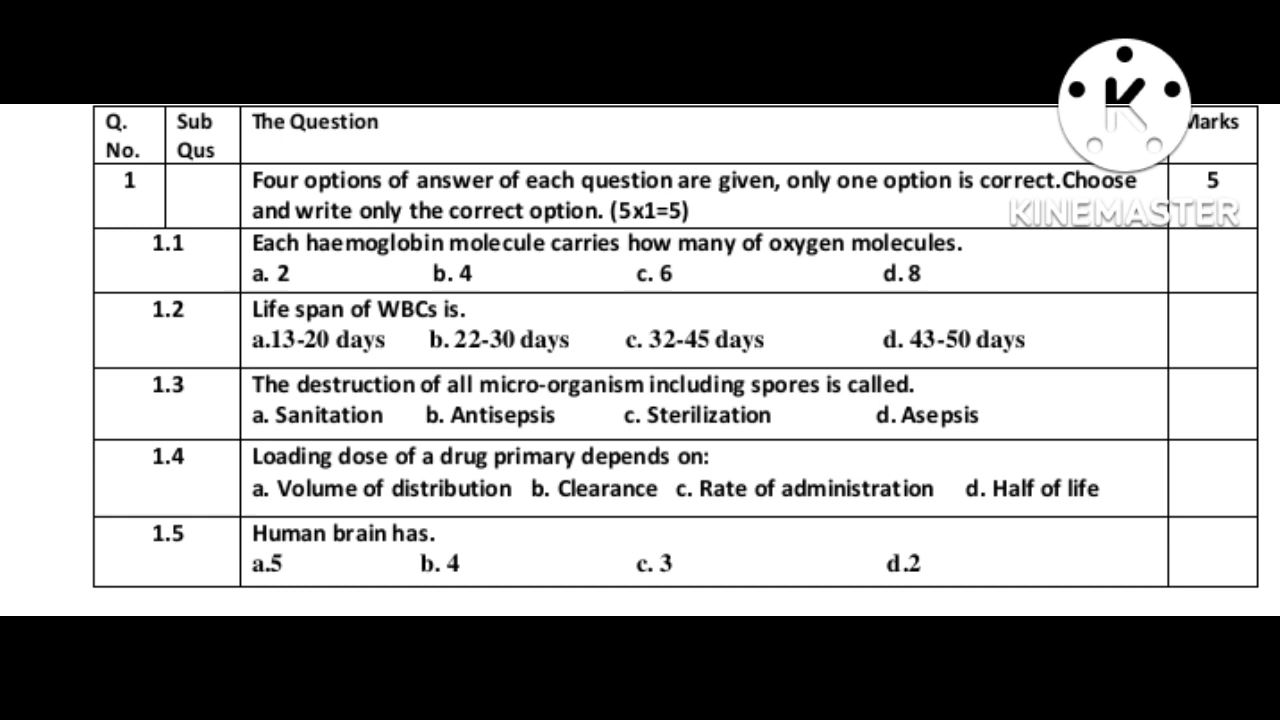 Q. No. Sub Qus The Question Marks
1 Four options of answer of each question are given, only one option is correct.Choose 5
and write only the correct option. (5x1=5)
KINEMASTER
1.1 Each haemoglobin molecule carries how many of oxygen molecules.
a. 2 b. 4 c. 6 d. 8
1.2 Life span of WBCs is.
a.13-20 days b. 22-30 days c. 32-45 days d. 43-50 days
1.3 The destruction of all micro-organism including spores is called.
a. Sanitation b. Antisepsis c. Sterilization d. Asepsis
1.4 Loading dose of a drug primary depends on:
a. Volume of distribution b. Clearance c. Rate of administration d. Half of life
1.5 Human brain has.
a.5 b. 4 c. 3 d.2